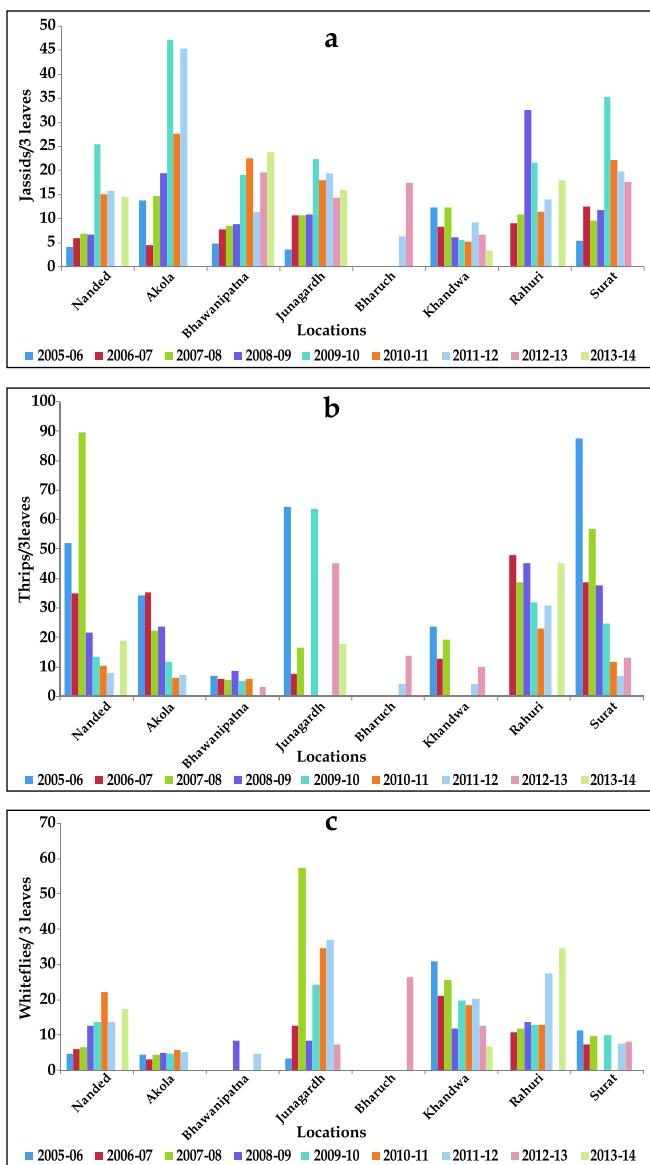 a
50
45
40
35
30
25
20
15
10
5
0
Jassids/3 leaves
Nanded
Akola
Bhawanipatna
Junagardh
Bharuch
Khandwa
Rahuri
Surat
Locations
2005-06 2006-07 2007-08 2008-09 2009-10 2010-11 2011-12 2012-13 2013-14
b
100
90
80
70
60
50
40
30
20
10
0
Thrips/3leaves
Nanded
Akola
Bhawanipatna
Junagardh
Bharuch
Khandwa
Rahuri
Surat
Locations
2005-06 2006-07 2007-08 2008-09 2009-10 2010-11 2011-12 2012-13 2013-14
c
70
60
50
40
30
20
10
0
Whiteflies/ 3 leaves
Nanded
Akola
Bhawanipatna
Junagardh
Bharuch
Khandwa
Rahuri
Surat
Locations
2005-06 2006-07 2007-08 2008-09 2009-10 2010-11 2011-12 2012-13 2013-14